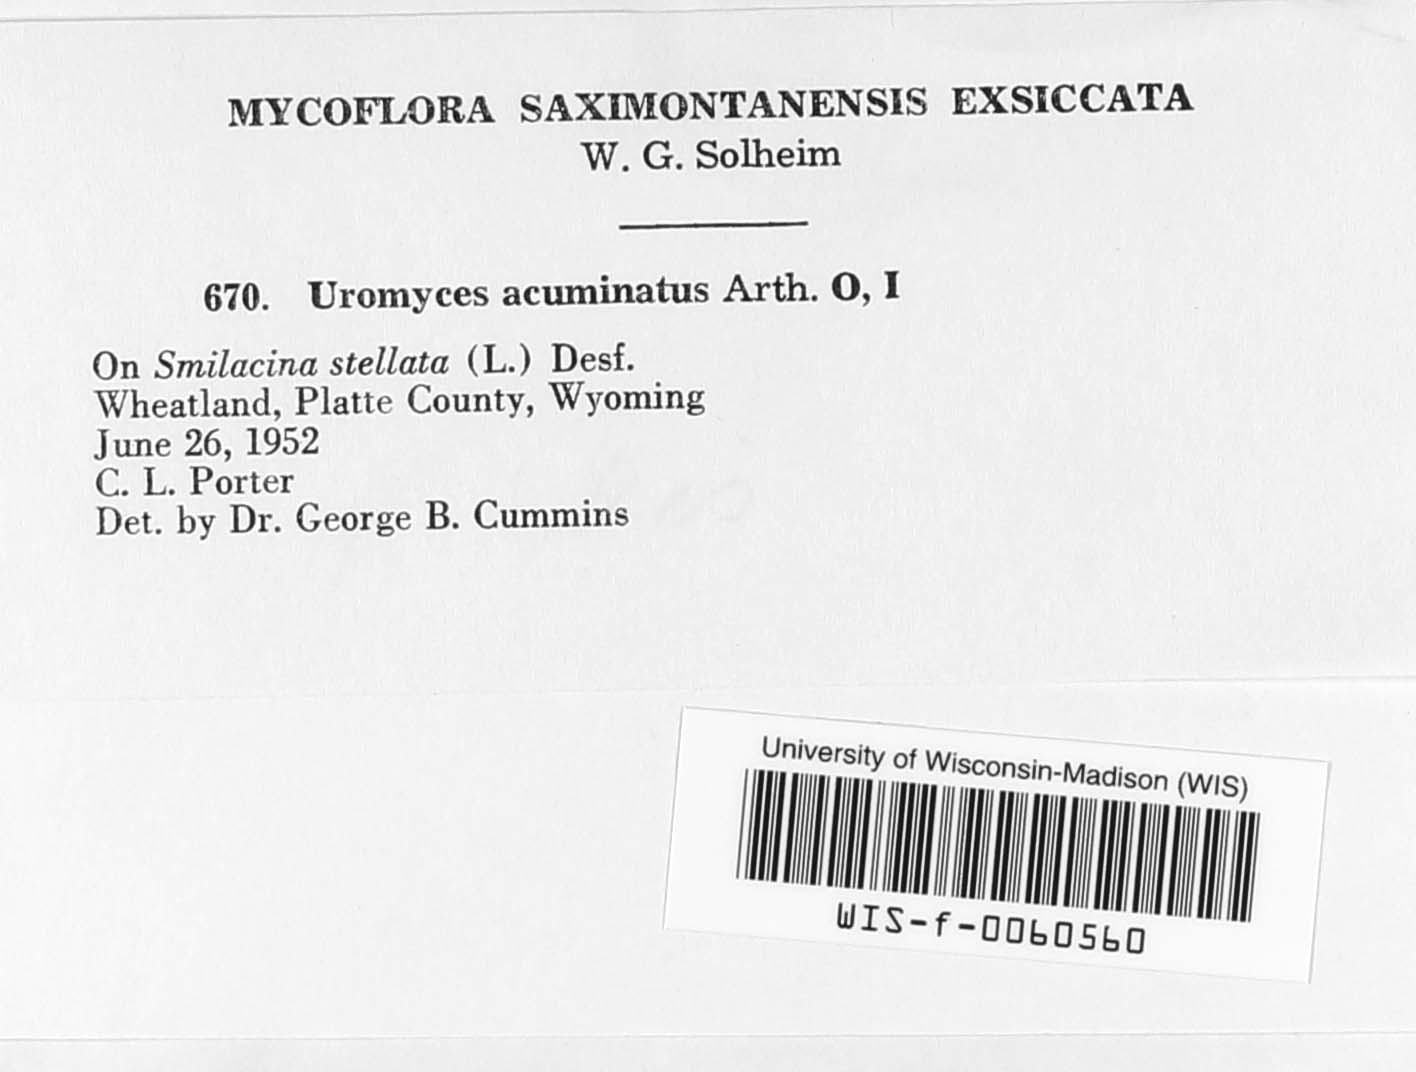 MYCOFLORA SAXIMONTANENSIS EXSICCATA
W. G. Solheim
670. Uromyces acuminatus Arth. O, I
On Smilacina stellata (L.) Desf.
Wheatland, Platte County, Wyoming
June 26, 1952
C. L. Porter
Det. by Dr. George B. Cummins
University of Wisconsin-Madison (WIS)
WIS-f-0060560